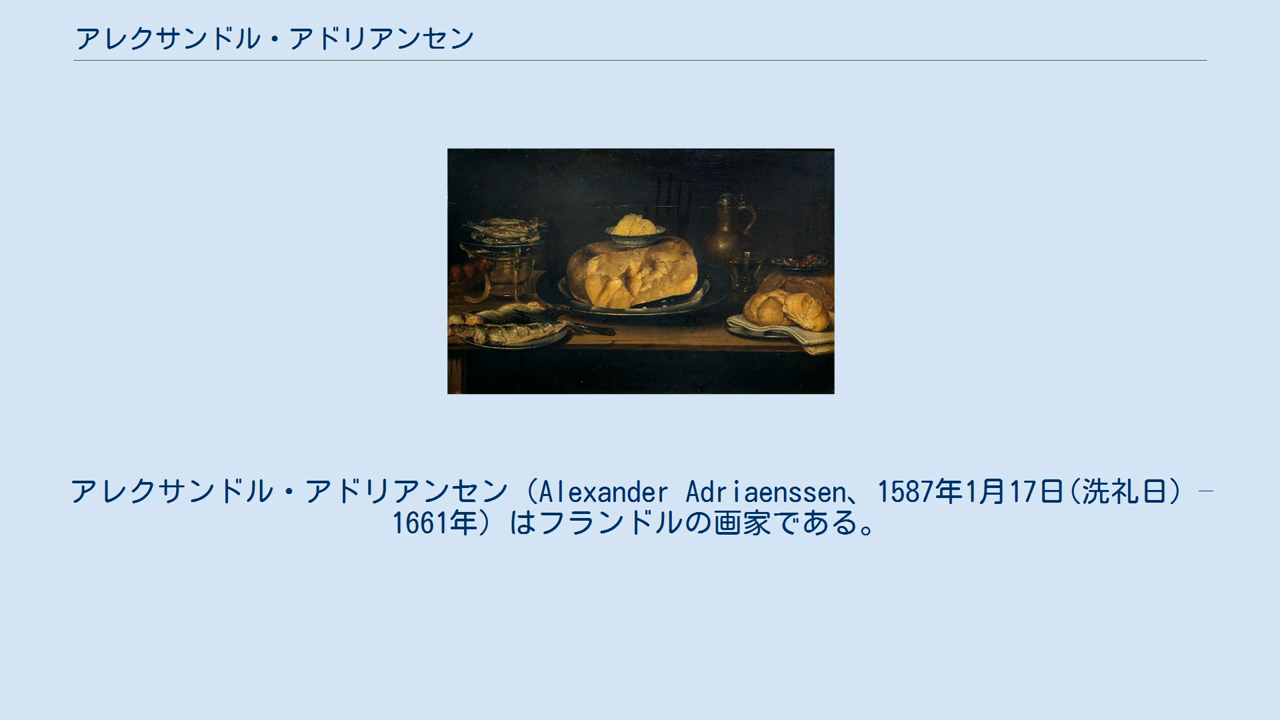 アレクサンドル・アドリアンセン
アレクサンドル・アドリアンセン（Alexander Adriaenssen、1587年1月17日(洗礼日) –
1661年）はフランドルの画家である。